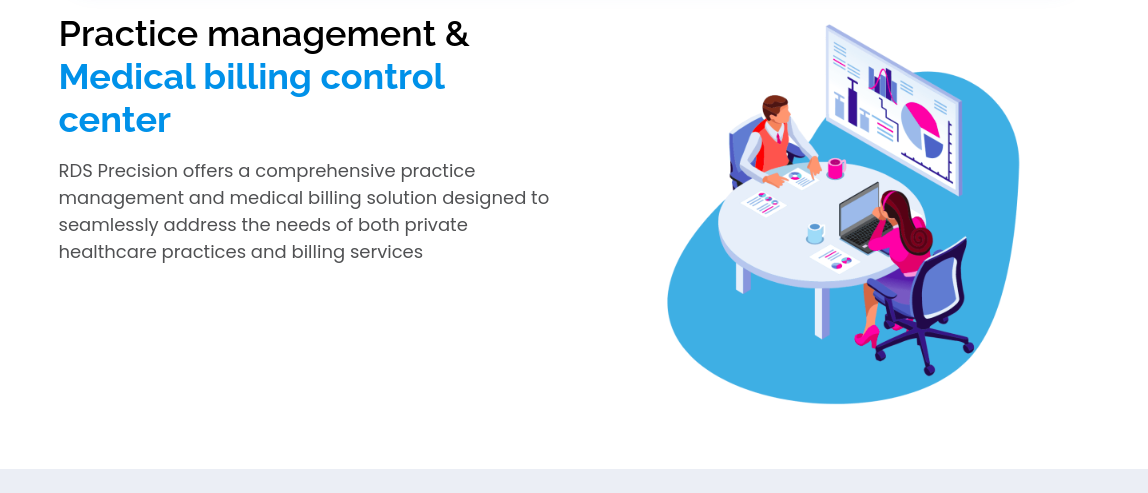 Practice management &
Medical billing control
center
RDS Precision offers a comprehensive practice
management and medical billing solution designed to
seamlessly address the needs of both private
healthcare practices and billing services